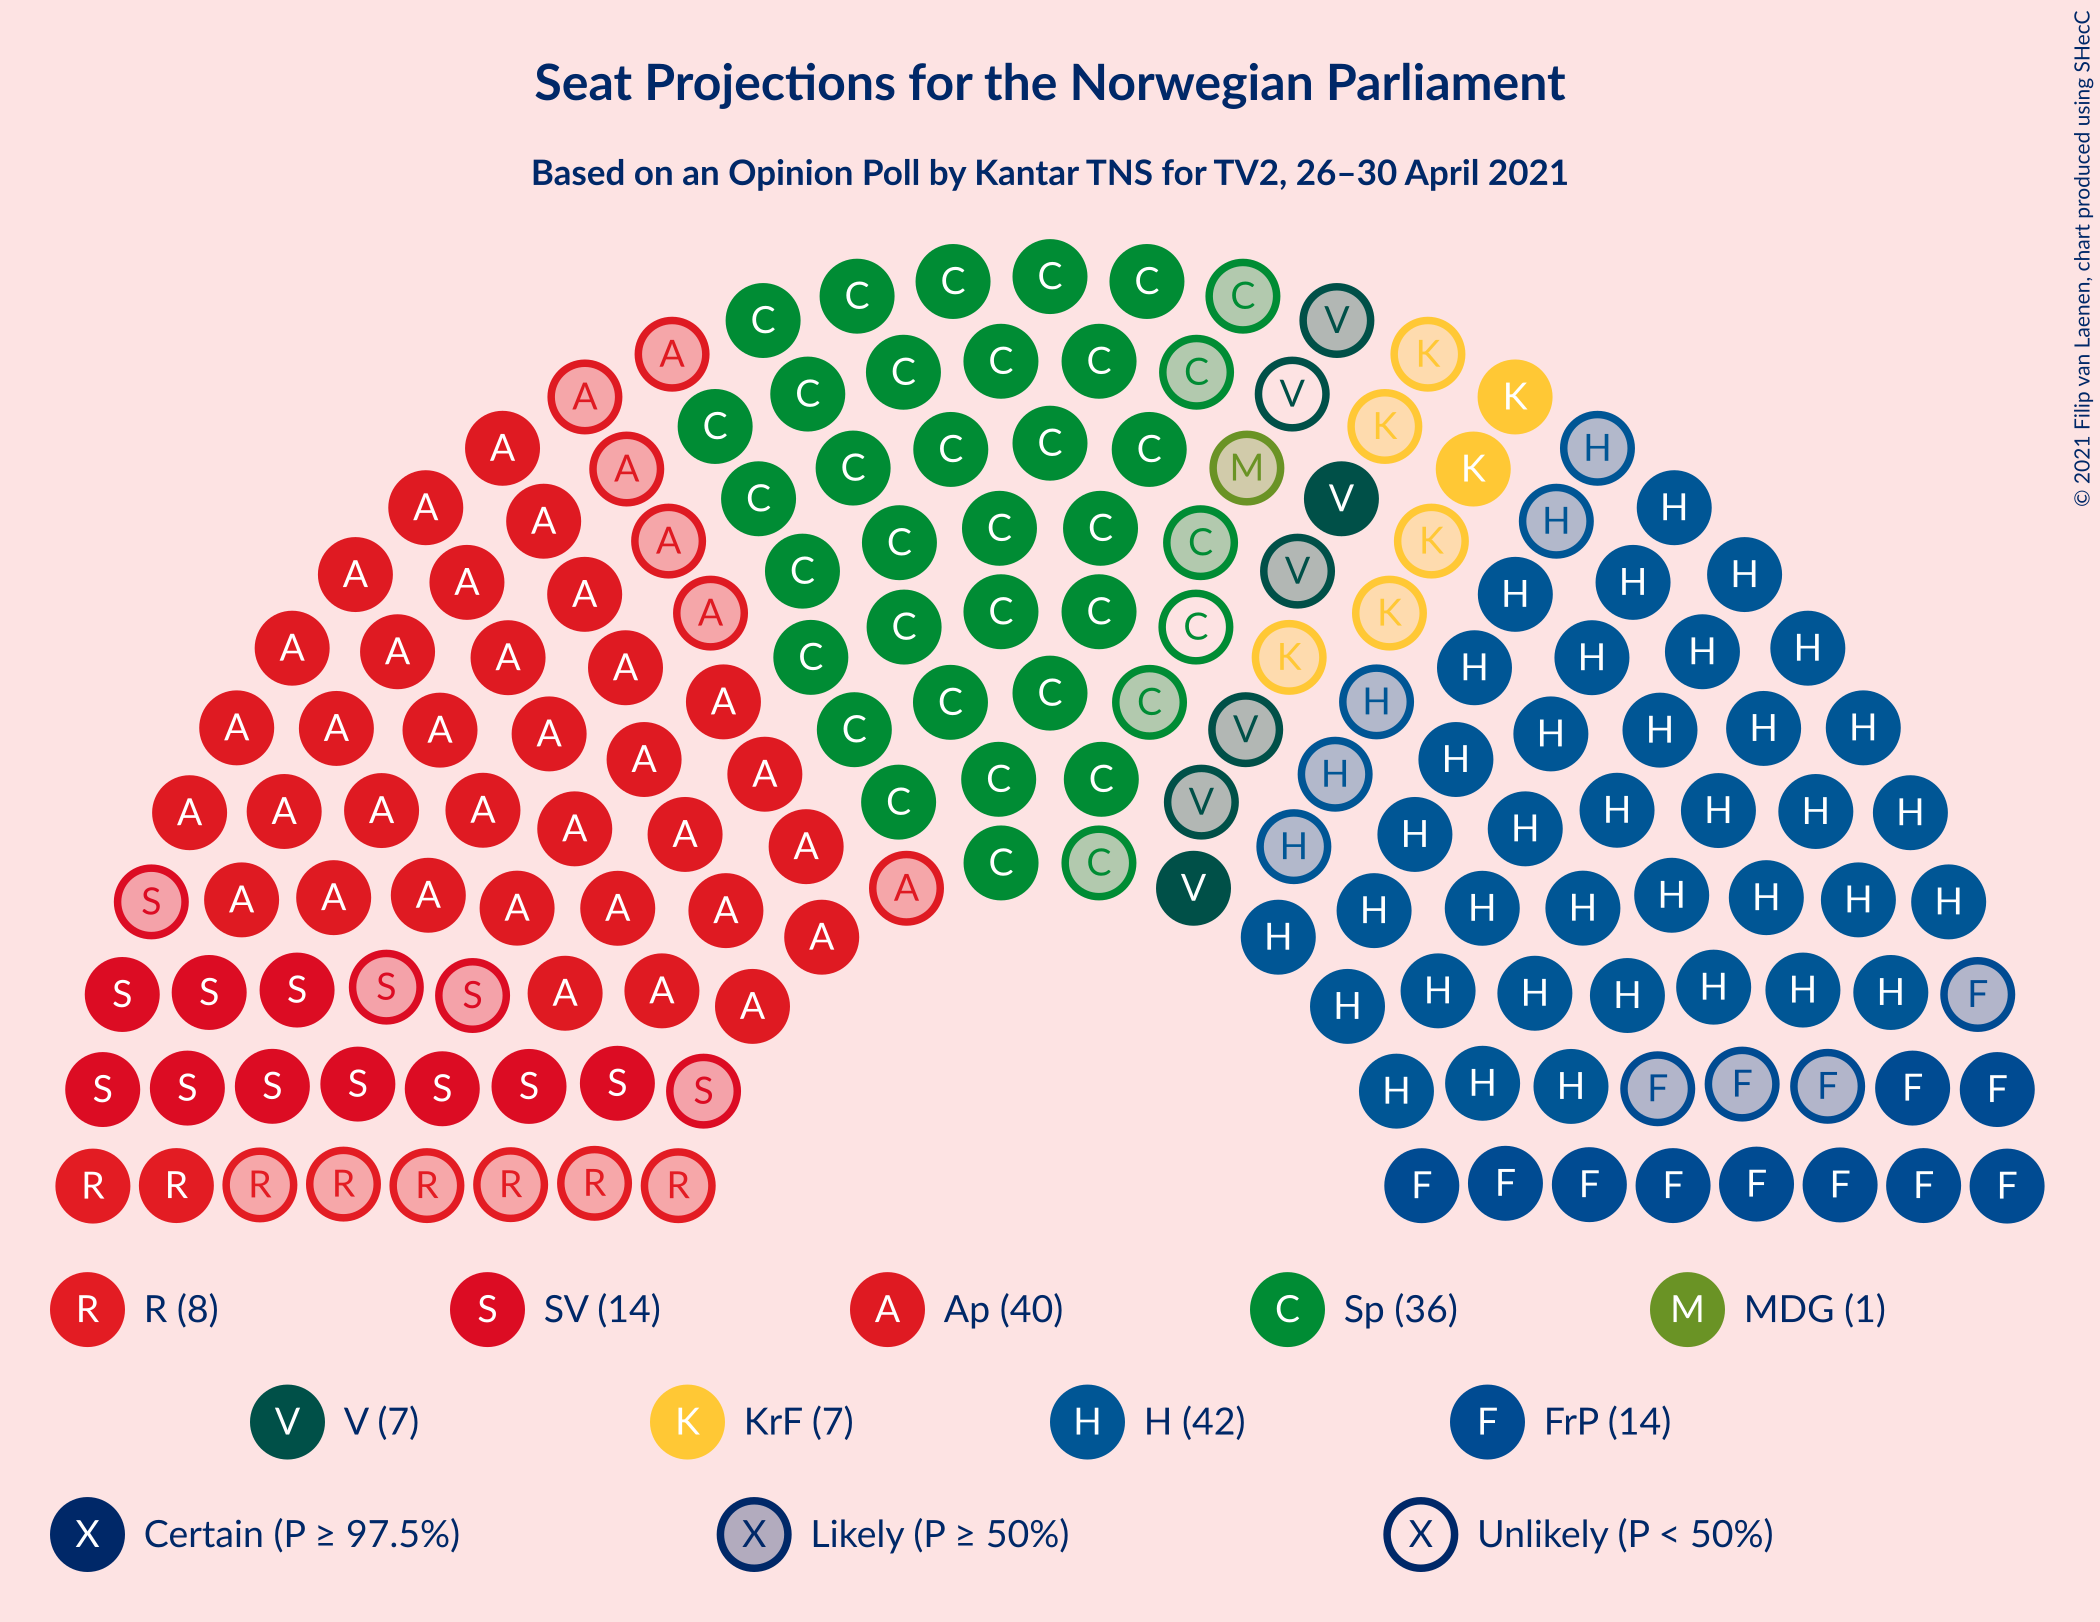 Seat Projections for the Norwegian Parliament
Based on an Opinion Poll by Kantar TNS for TV2, 26–30 April 2021
© 2021 Filip van Laenen, chart produced using SHecC
C C C C C C V
A A C C C C C C V K K
A A C C C C C M V K K H H
A A A C C C C C V K H H H
A A A A C C C C C K K H H H H
A A A A A C C C C V K H H H H H
A A A A A A C C C V H H H H H H
A A A A A A A A C C V H H H H H H H H
S A A A A A A A A C C V H H H H H H H H
S S S S S A A A H H H H H H H F
S S S S S S S S H H H F F F F F
R R R R R R R R F F F F F F F F
R R (8) S SV (14) A Ap (40) C Sp (36) M MDG (1)
V V (7) K KrF (7) H H (42) F FrP (14)
X Certain (P ≥ 97.5%) X Likely (P ≥ 50%) X Unlikely (P < 50%)